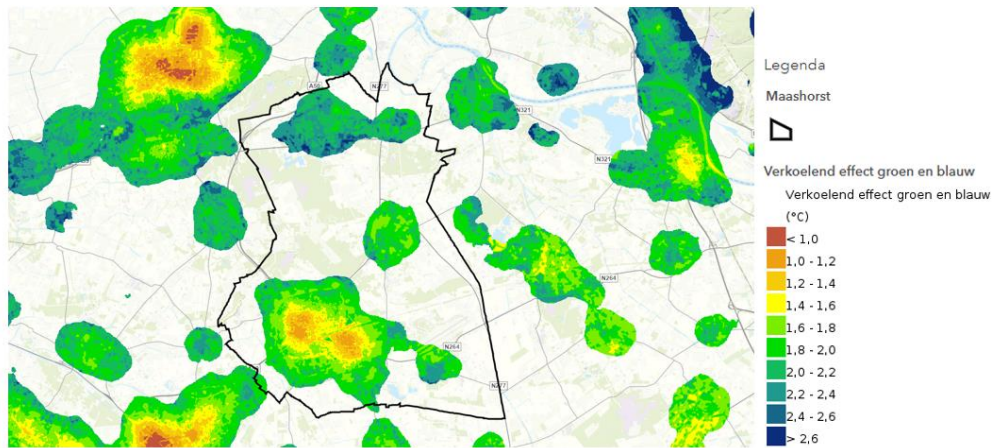 A50
N277
N321
N321
N264
N264
N277
Legenda
Maashorst
Verkoelend effect groen en blauw
Verkoelend effect groen en blauw
(°C)
< 1,0
1,0 - 1,2
1,2 - 1,4
1,4 - 1,6
1,6 - 1,8
1,8 - 2,0
2,0 - 2,2
2,2 - 2,4
2,4 - 2,6
> 2,6